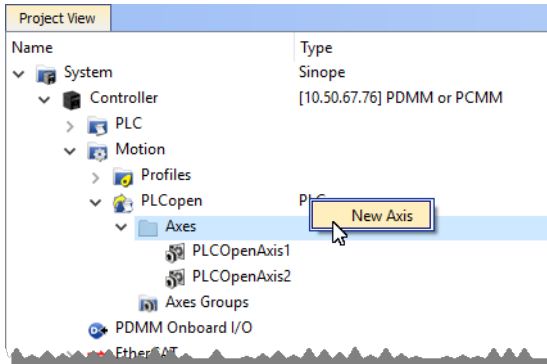 Project View
Name Type
System Sinope
Controller [10.50.67.76] PDMM or PCMM
PLC
Motion
Profiles
PLCopen
New Axis
Axes
PLCOpenAxis1
PLCOpenAxis2
Axes Groups
PDMM Onboard I/O
EtherCAT